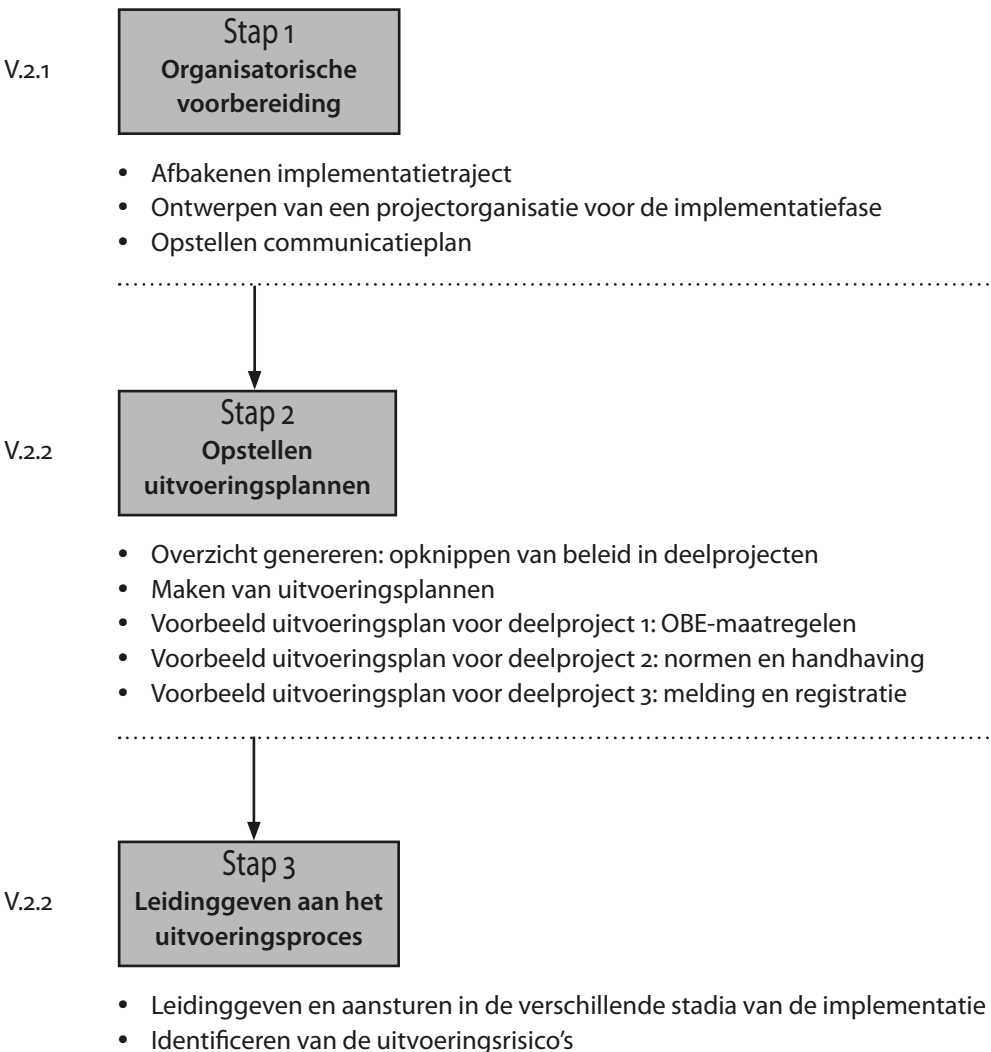 Stap 1
V.2.1
Organisatorische
voorbereiding
• Afbakenen implementatietraject
• Ontwerpen van een projectorganisatie voor de implementatiefase
• Opstellen communicatieplan
Stap 2
V.2.2
Opstellen
uitvoeringsplannen
• Overzicht genereren: opknippen van beleid in deelprojecten
• Maken van uitvoeringsplannen
• Voorbeeld uitvoeringsplan voor deelproject 1: OBE-maatregelen
• Voorbeeld uitvoeringsplan voor deelproject 2: normen en handhaving
• Voorbeeld uitvoeringsplan voor deelproject 3: melding en registratie
Stap 3
V.2.2
Leidinggeven aan het
uitvoeringsproces
• Leidinggeven en aansturen in de verschillende stadia van de implementatie
• Identificeren van de uitvoeringsrisico's